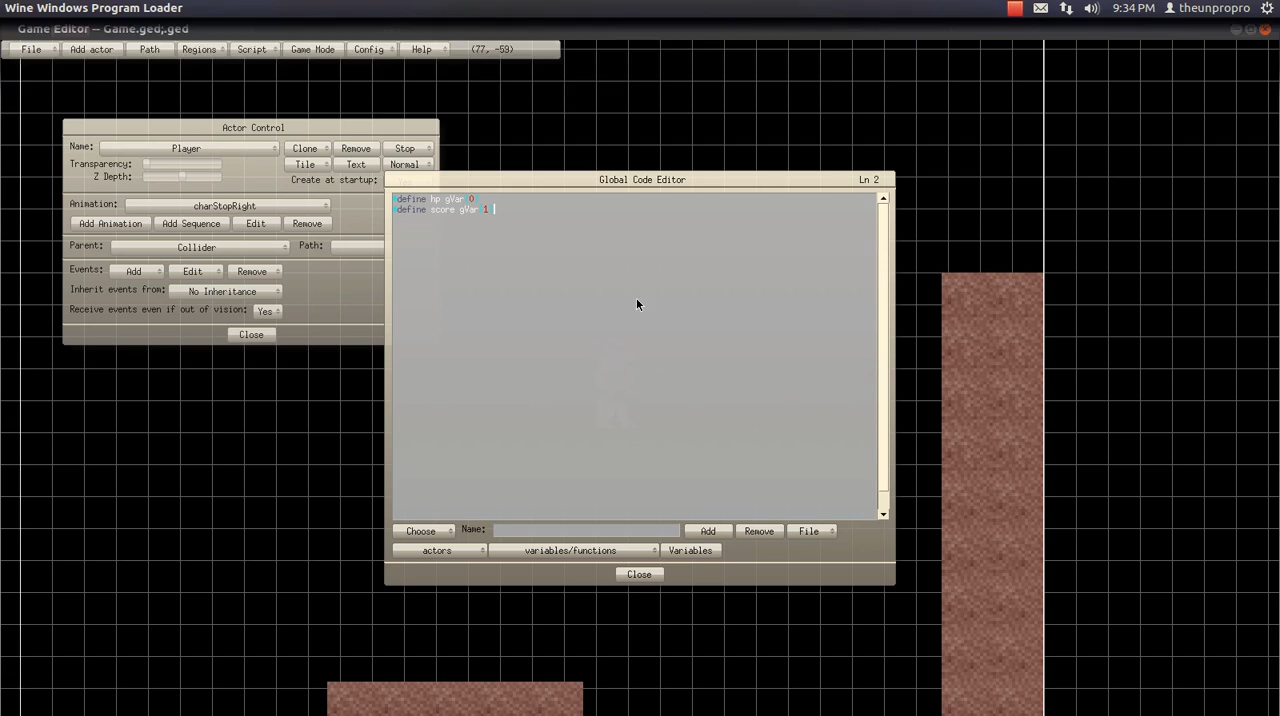 Wine Windows Program Loader
9:34 PM
theunpropro
Game Editor -- Game.ged;.ged
File
Add actor
Path
Regions
Script
Game Mode
Config
Help
(77, -59)
Actor Control
Name:
Player
Clone
Remove
Stop
Transparency:
Tile
Text
Normal
Z Depth:
Create at startup:
Animation:
charStopRight
Add Animation
Add Sequence
Edit
Remove
Parent:
Collider
Path:
Events:
Add
Edit
Remove
Inherit events from:
No Inheritance
Receive events even if out of vision:
Yes
Close
Global Code Editor
Ln 2
#define hp gVar 0
#define score gVar 1
Choose
Name:
Add
Remove
File
actors
variables/functions
Variables
Close